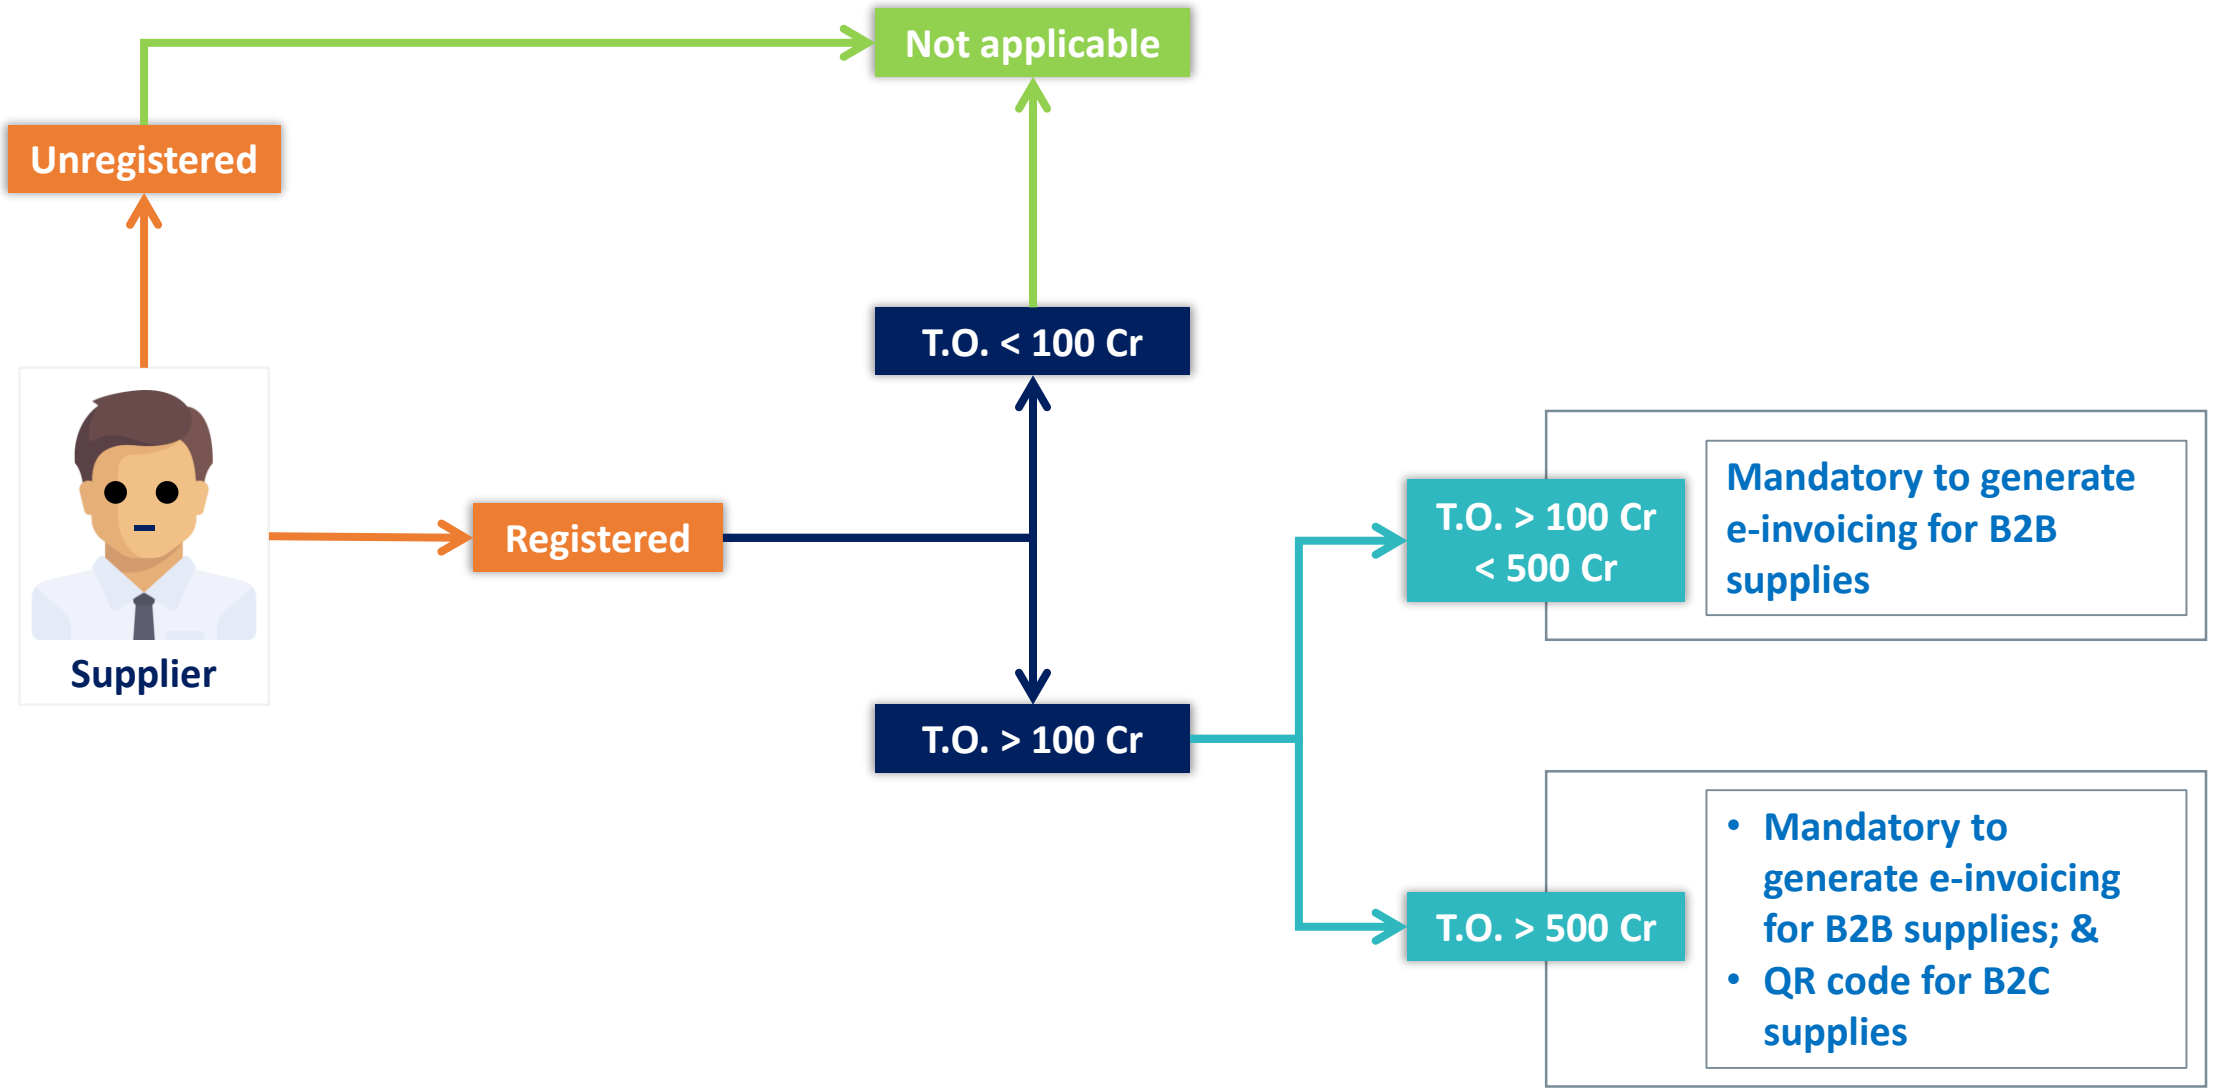 Not applicable
Unregistered
T.O. < 100 Cr
Supplier
Registered
T.O. > 100 Cr
T.O. > 100 Cr
< 500 Cr
Mandatory to generate
e-invoicing for B2B
supplies
T.O. > 500 Cr
• Mandatory to
generate e-invoicing
for B2B supplies; &
• QR code for B2C
supplies